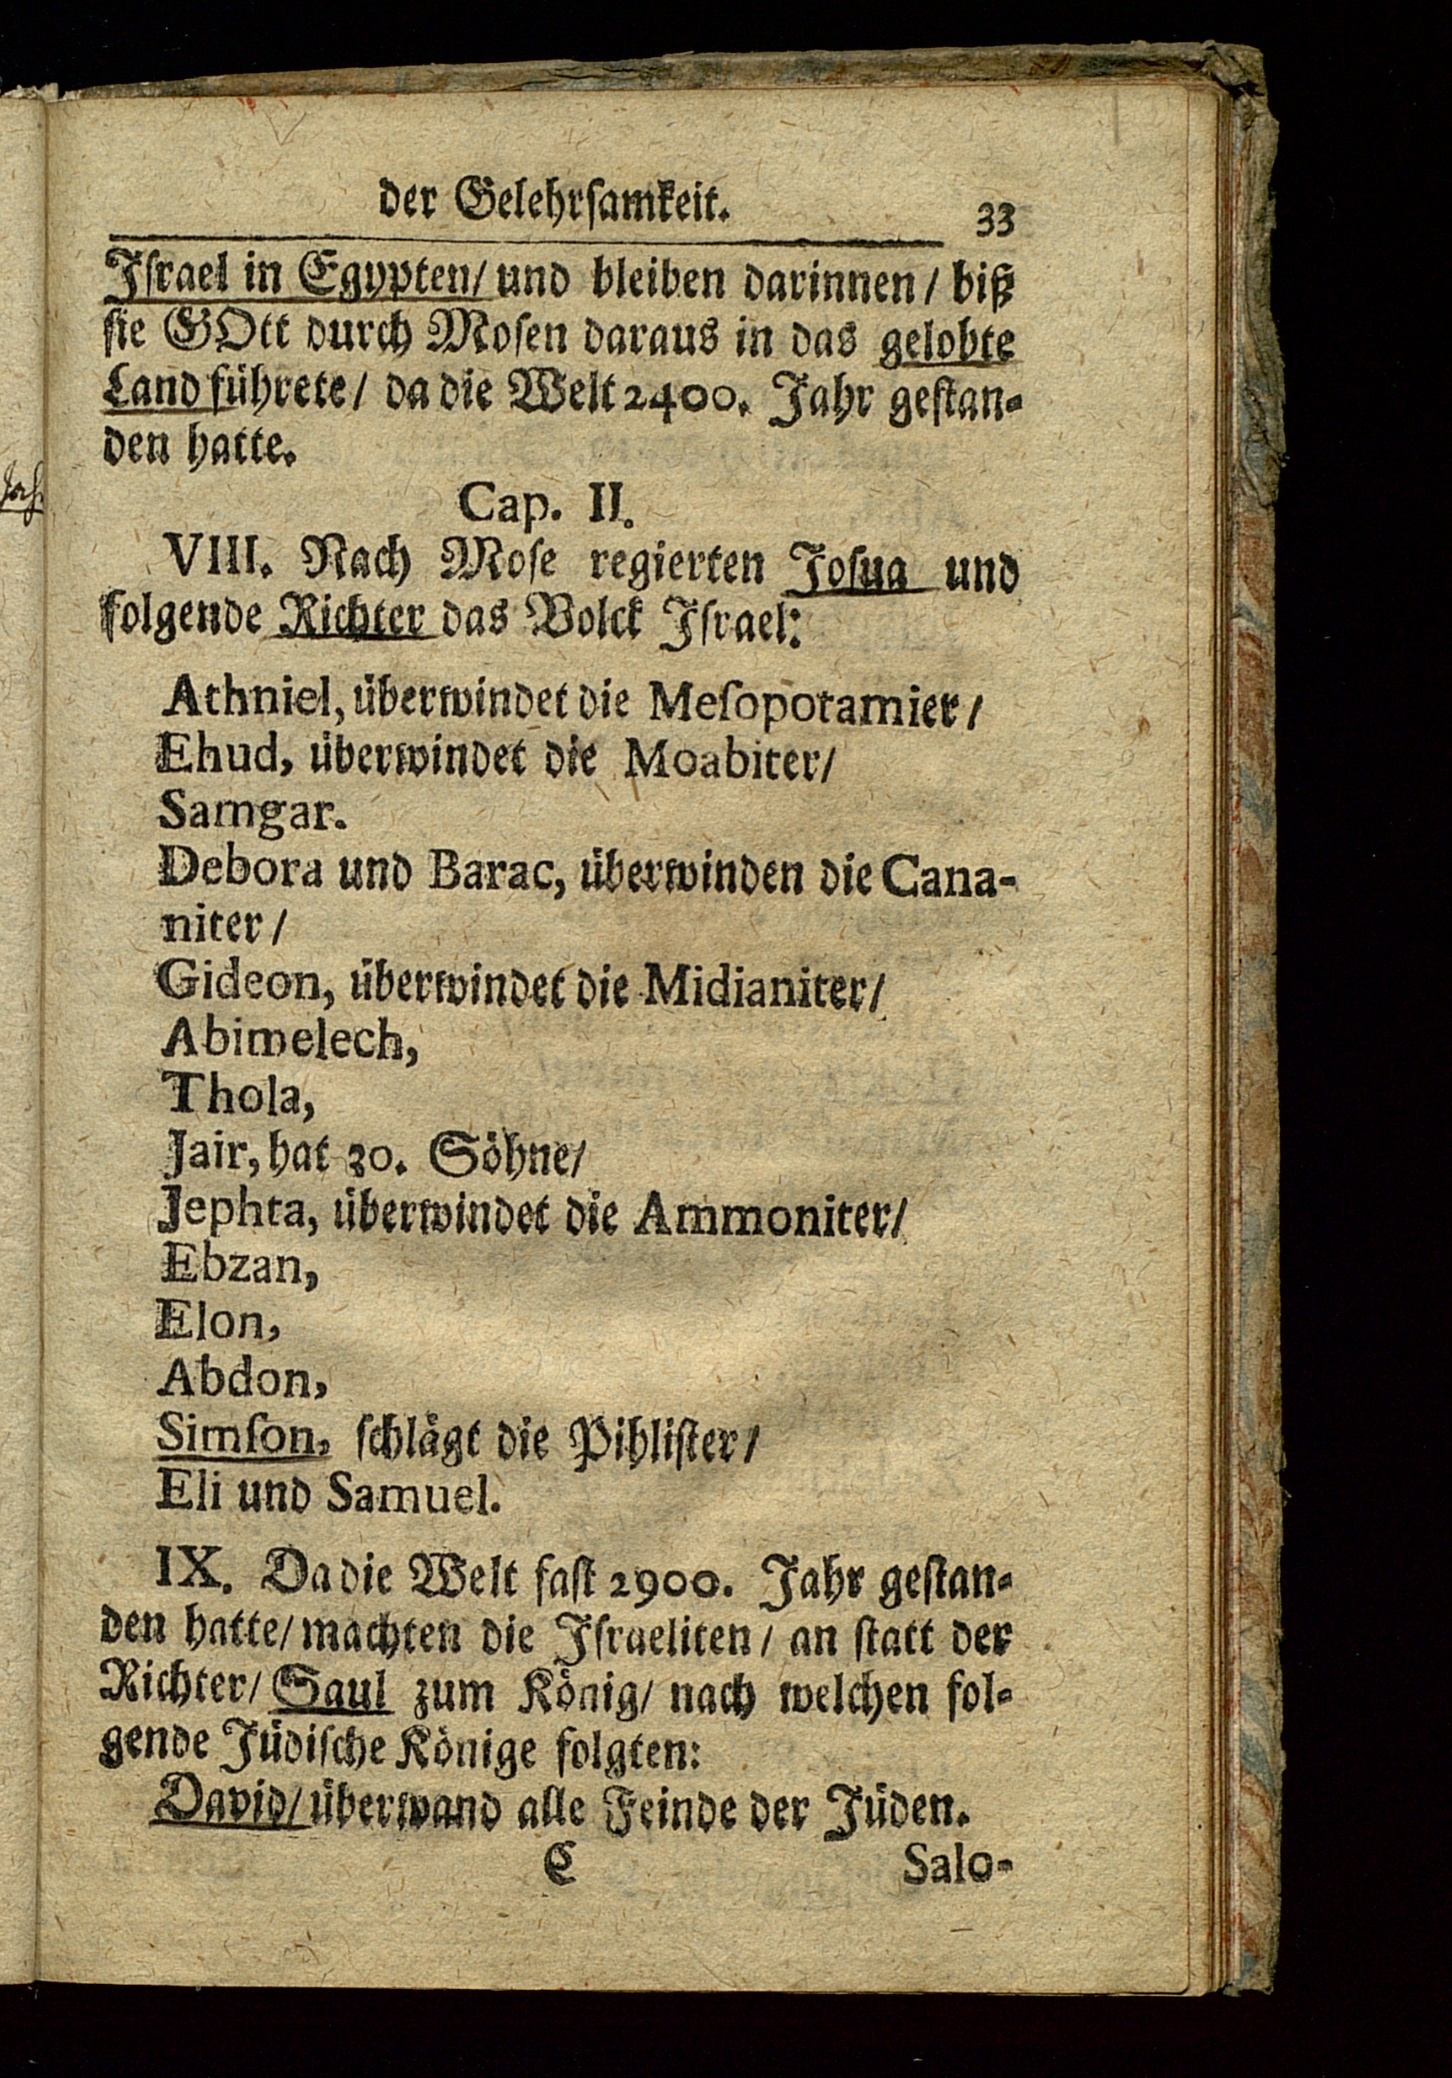 der Gelehrſamkeit. 33
Iſrael in Egypten/ und bleiben darinnen/ biß
ſie GOtt durch Moſen daraus in das gelobte
Land führete/ da die Welt 2400. Jahr geſtan-
den hatte.
Cap. II.
VIII. Nach Moſe regierten Joſua und
folgende Richter das Volck Iſrael:
Athniel, überwindet die Meſopotamier/
Ehud, überwindet die Moabiter/
Samgar.
Debora und Barac, überwinden die Cana-
niter/
Gideon, überwindet die Midianiter/
Abimelech,
Thola,
Jair, hat 30. Söhne/
Jephta, überwindet die Ammoniter/
Ebzan,
Elon,
Abdon,
Simſon, ſchlägt die Pihliſter/
Eli und Samuel.
IX. Da die Welt faſt 2900. Jahr geſtan-
den hatte/ machten die Iſraeliten/ an ſtatt der
Richter/ Saul zum König/ nach welchen fol-
gende Jüdiſche Könige folgten:
David/ überwand alle Feinde der Jüden.
C Salo-